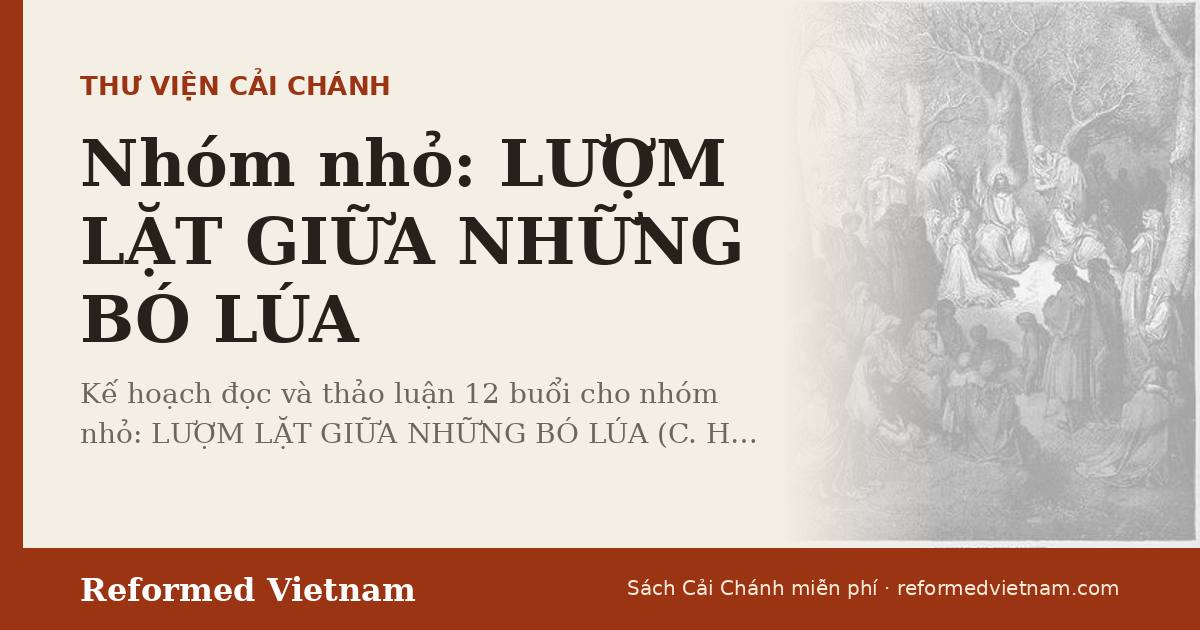 THƯ VIỆN CẢI CHÁNH
Nhóm nhỏ: LƯỢM
LẶT GIỮA NHỮNG
BÓ LÚA
Kế hoạch đọc và thảo luận 12 buổi cho nhóm
nhỏ: LƯỢM LẶT GIỮA NHỮNG BÓ LÚA (C. H...
Reformed Vietnam
Sách Cải Chánh miễn phí · reformedvietnam.com